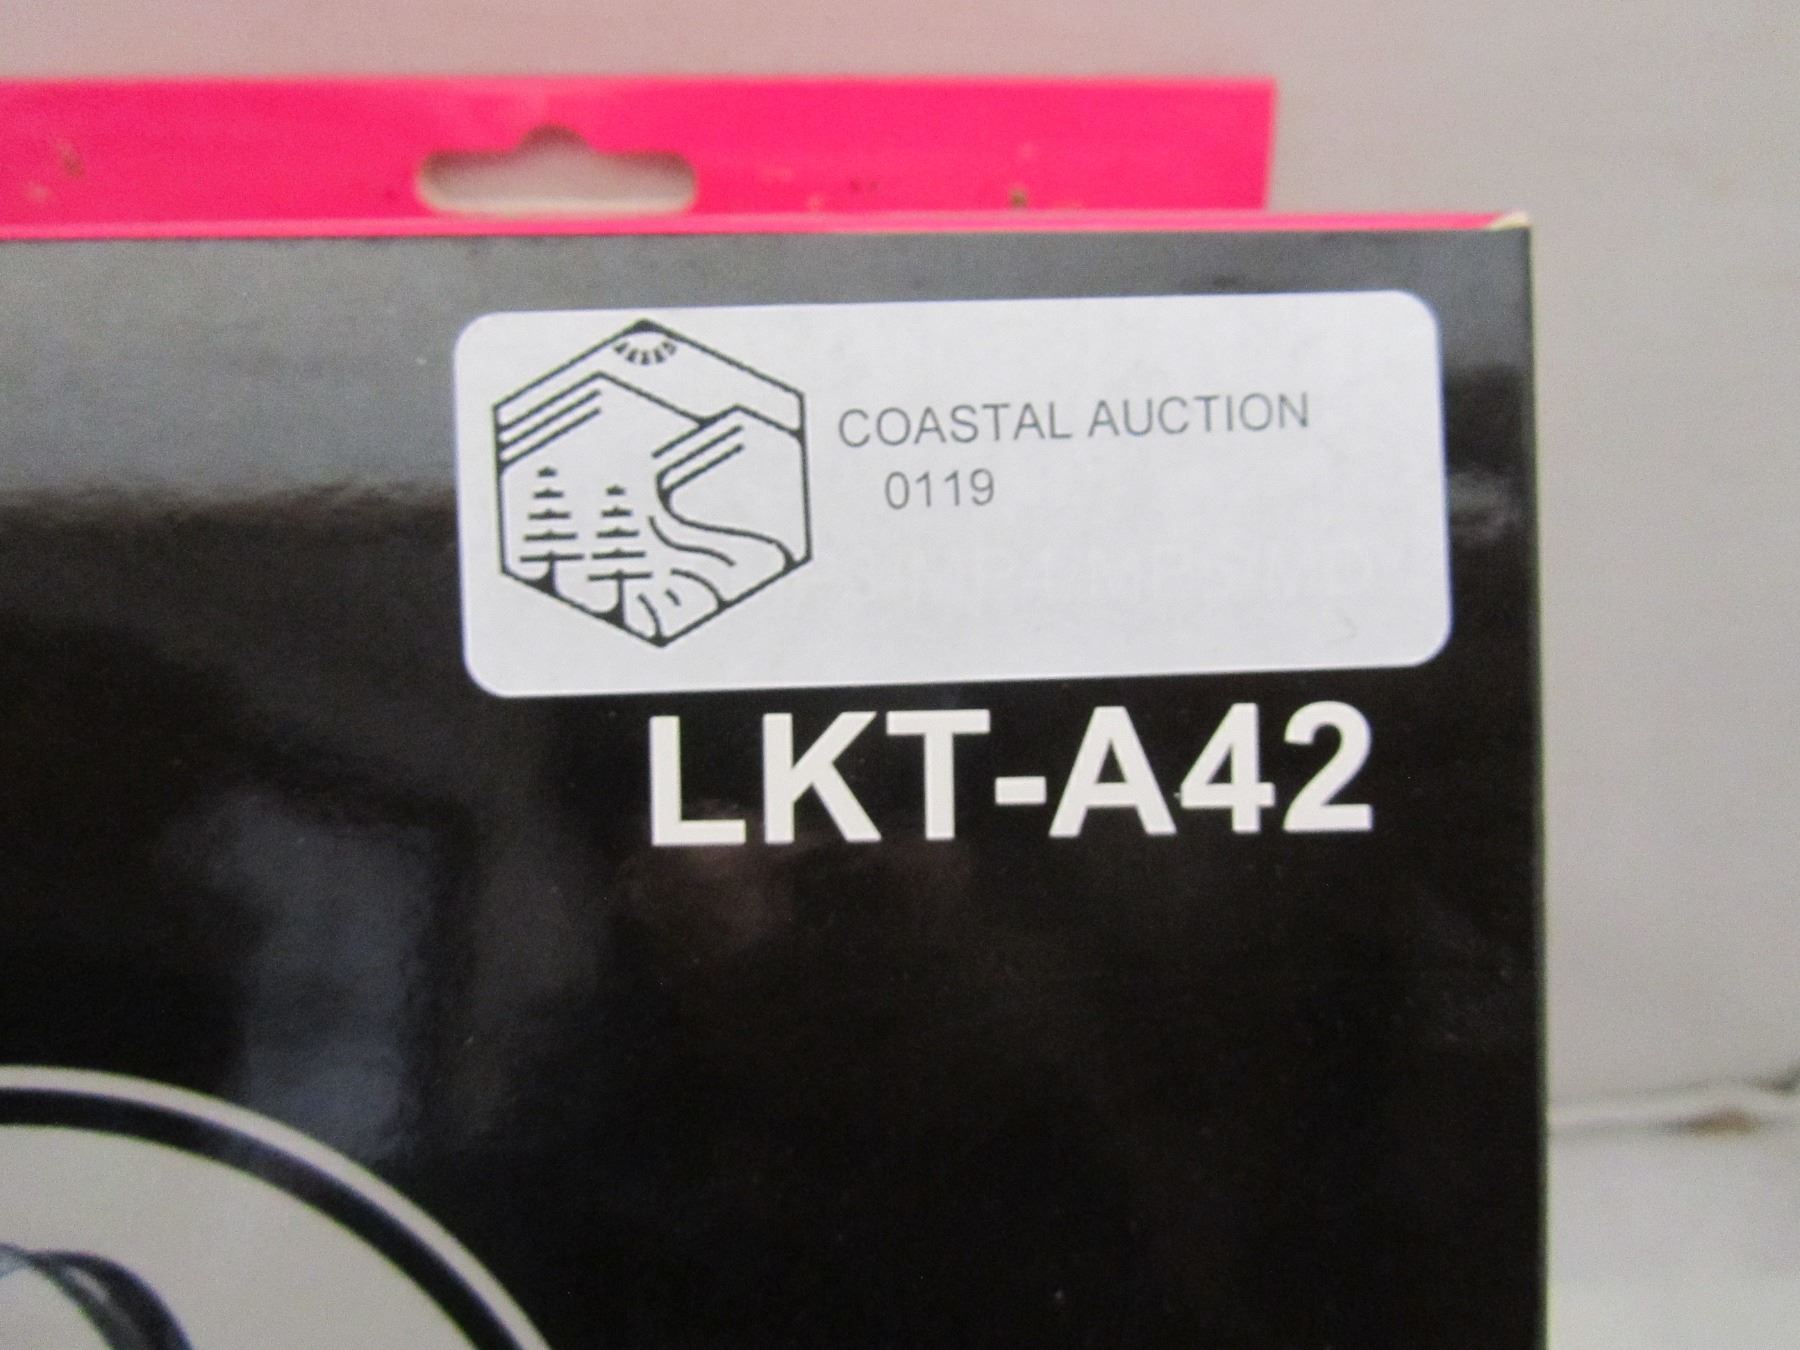 COASTAL AUCTION
0119
LKT-A42